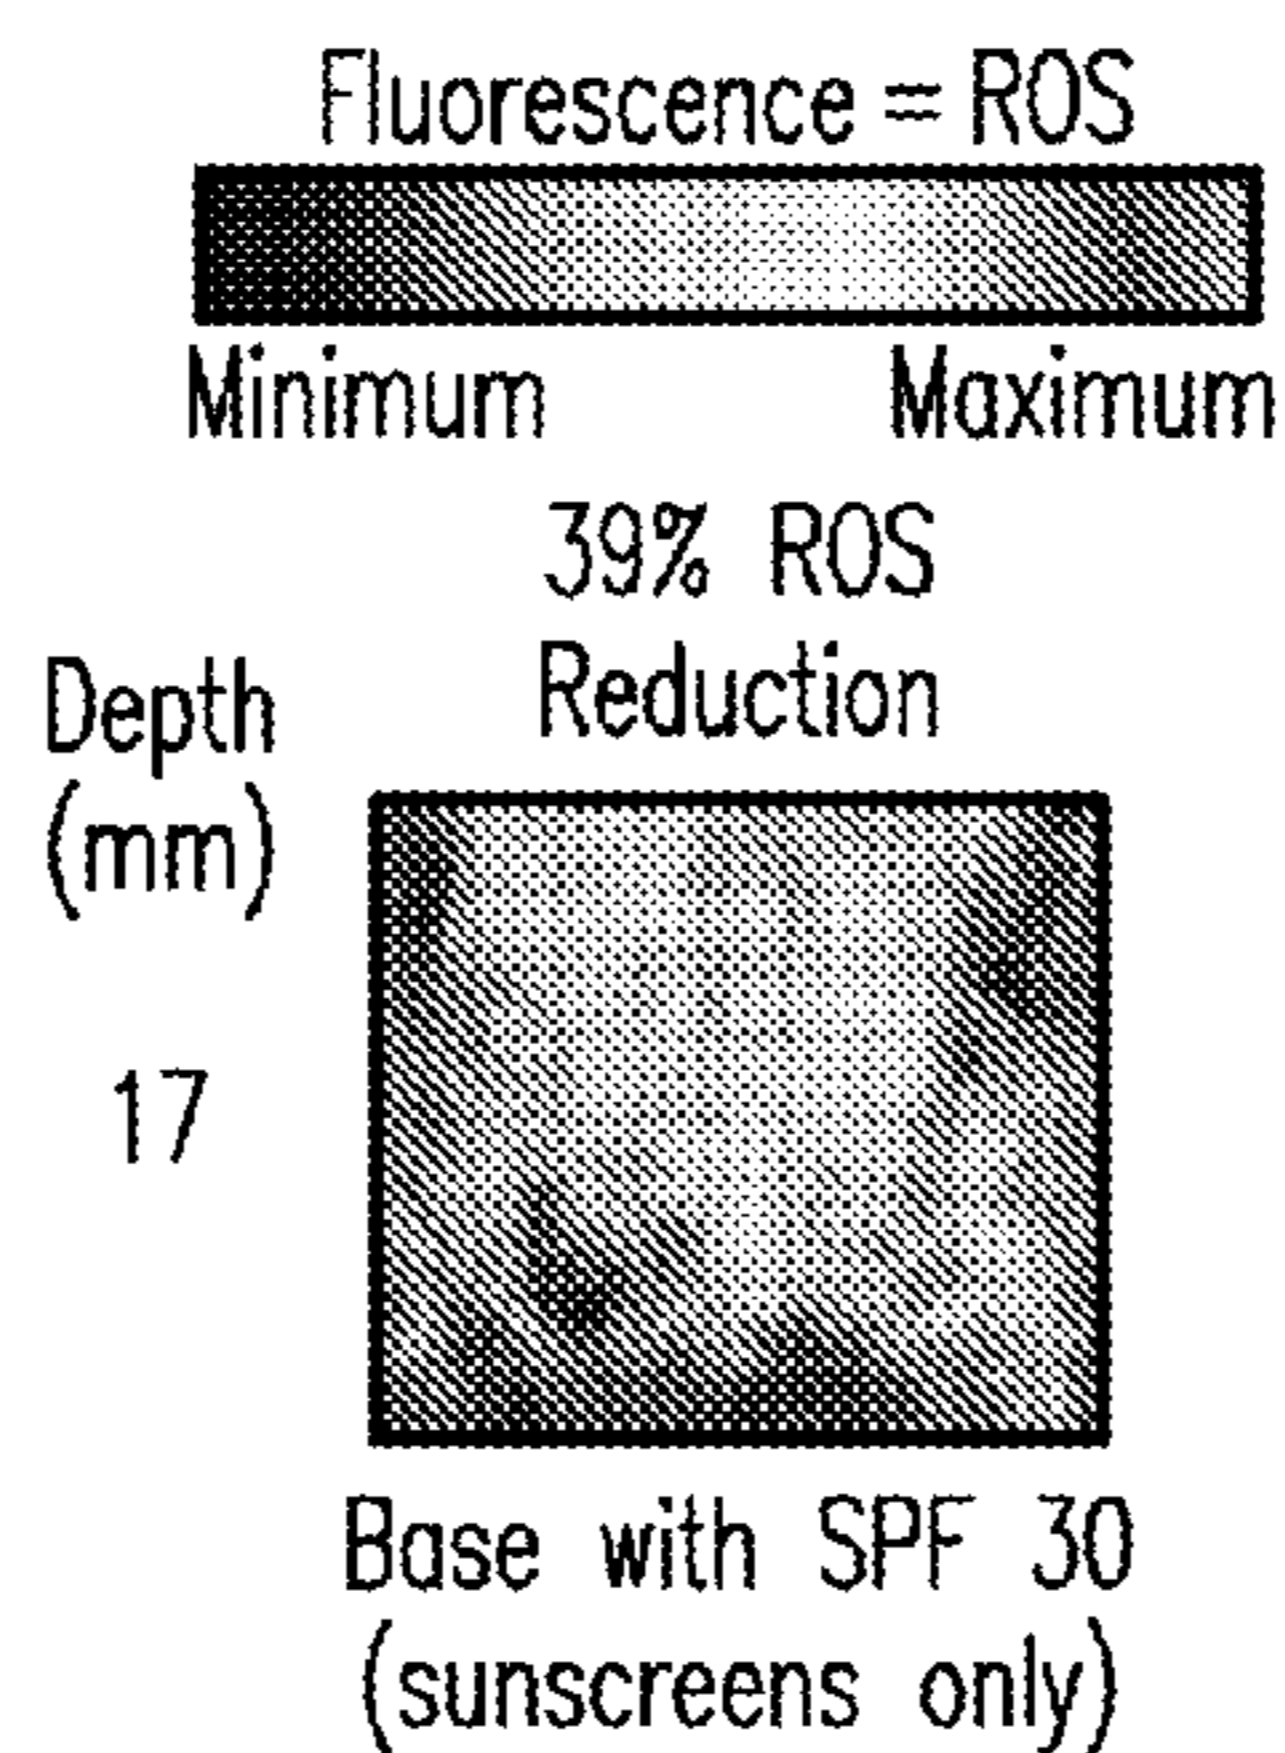 Fluorescence = ROS
Minimum Maximum
39% ROS
Reduction
Depth
(mm)
17
Base with SPF 30
(sunscreens only)